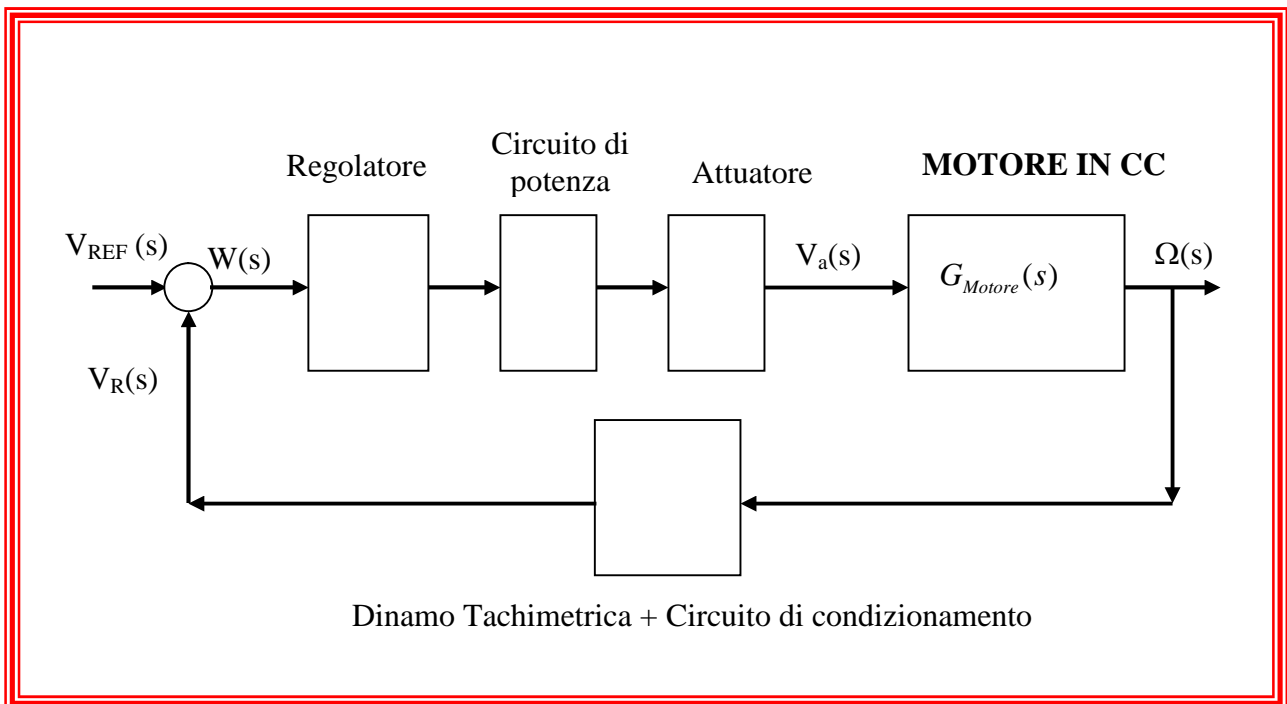 Regolatore
Circuito di
potenza
Attuatore
MOTORE IN CC
V_REF (s)
W(s)
V_a(s)
G_Motore(s)
Ω(s)
V_R(s)
Dinamo Tachimetrica + Circuito di condizionamento